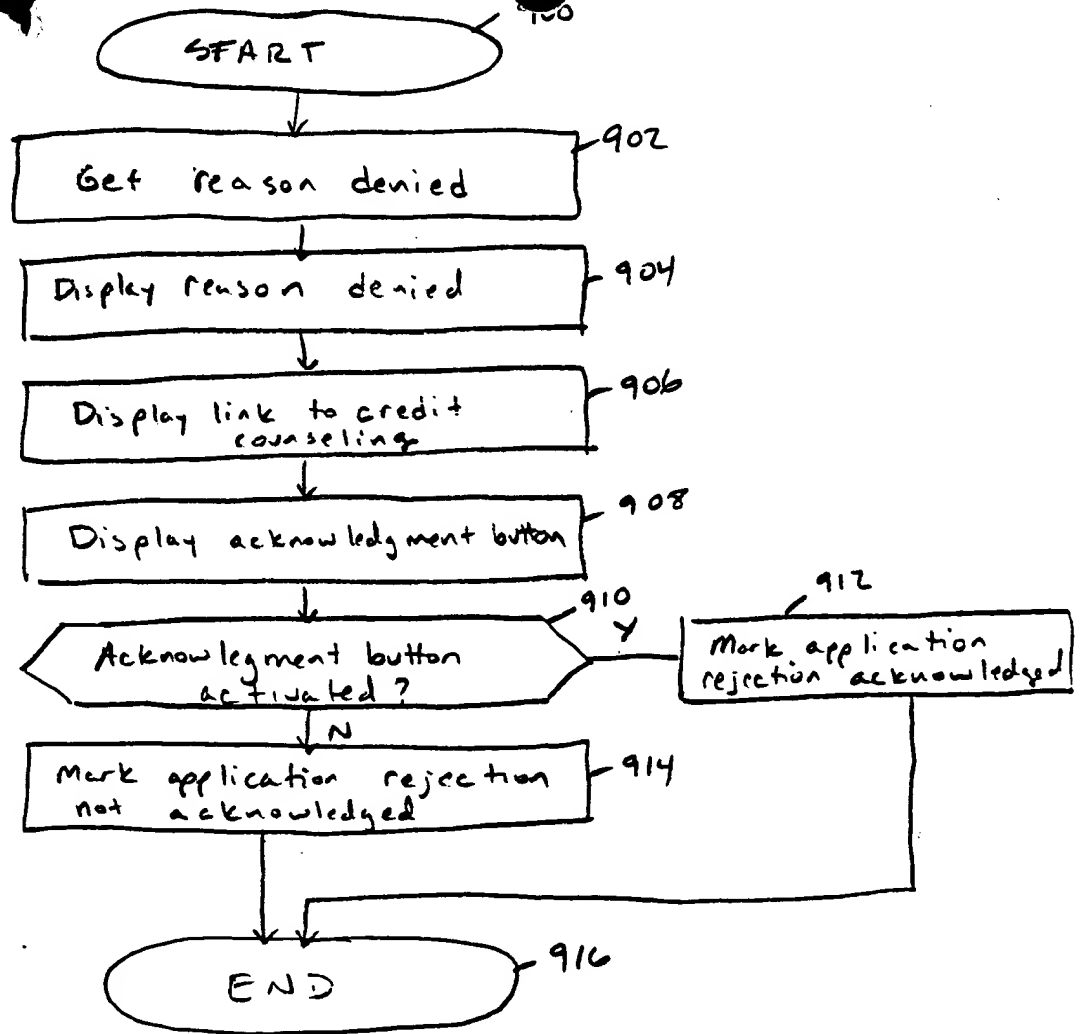 START
902
Get reason denied
904
Display reason denied
906
Display link to credit
counseling
908
Display acknowledgment button
910
Acknowlegment button
activated?
Y
912
Mark application
rejection acknowledged
N
914
Mark application rejection
not acknowledged
916
END